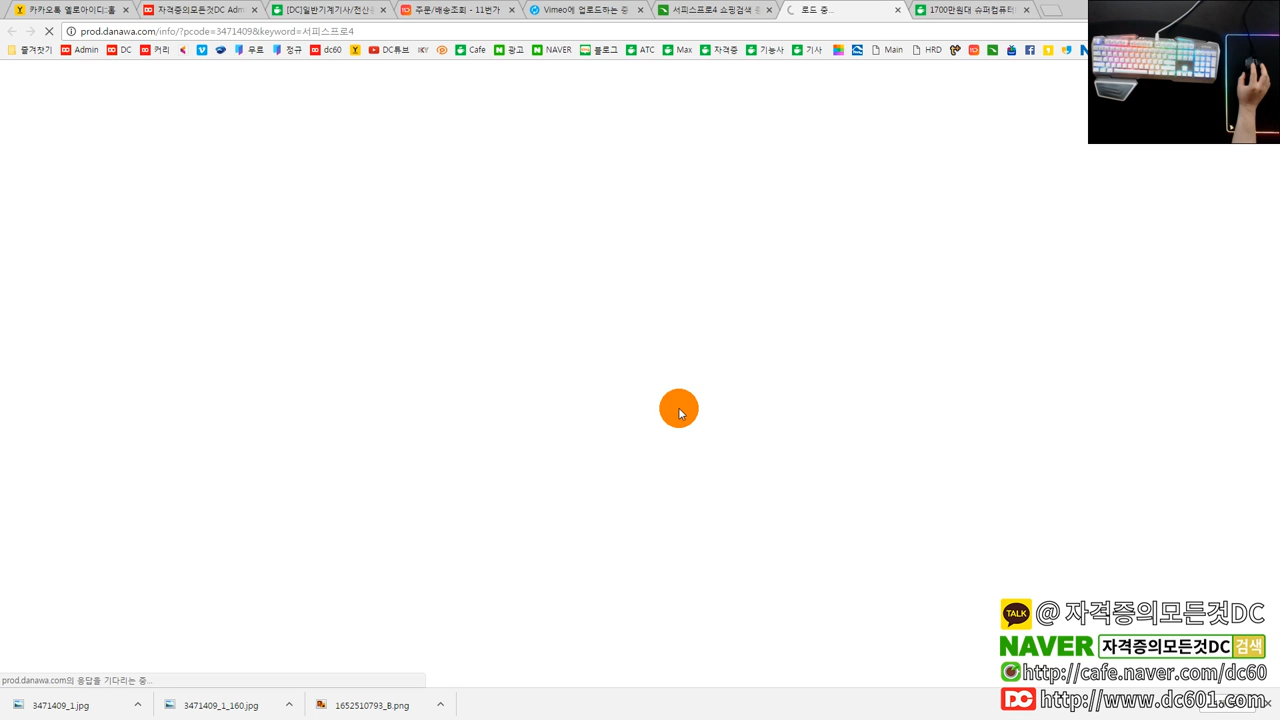 카카오톡 옐로아이디:홈
자격증의모든것DC Adm
[DC]일반기계기사/전산응
주문/배송조회 - 11번가
Vimeo에 업로드하는 중
서피스프로4 쇼핑검색 
로드 중...
1700만원대 슈퍼컴퓨터
prod.danawa.com/info/?pcode=3471409&keyword=서피스프로4
즐겨찾기 Admin DC 커리 무료 정규 dc60 DC튜브 Cafe 광고 NAVER 블로그 ATC Max 자격증 기능사 기사 Main HRD
TALK @ 자격증의모든것DC
NAVER 자격증의모든것DC 검색
http://cafe.naver.com/dc60
DC http://www.dc601.com
prod.danawa.com의 응답을 기다리는 중...
3471409_1.jpg 3471409_1_160.jpg 1652510793_B.png